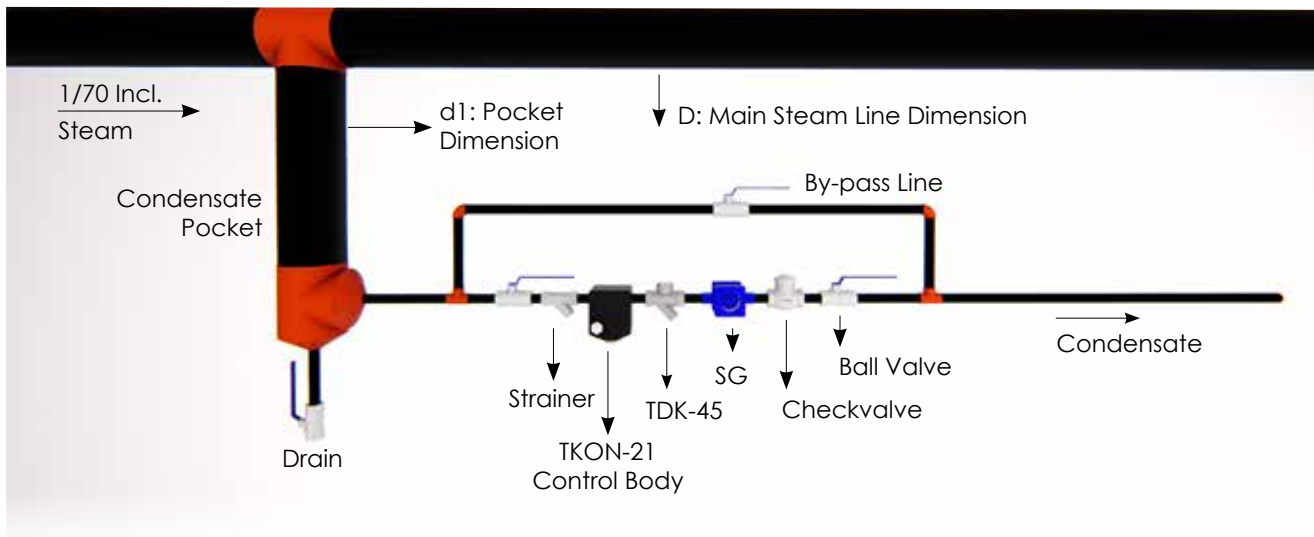 1/70 Incl.
Steam
d1: Pocket
Dimension
D: Main Steam Line Dimension
Condensate
Pocket
By-pass Line
Condensate
Ball Valve
SG
Strainer
TDK-45
Checkvalve
TKON-21
Control Body
Drain